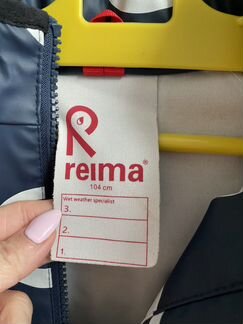 reima®
104 cm
Wet weather specialist
3.
2.
1.